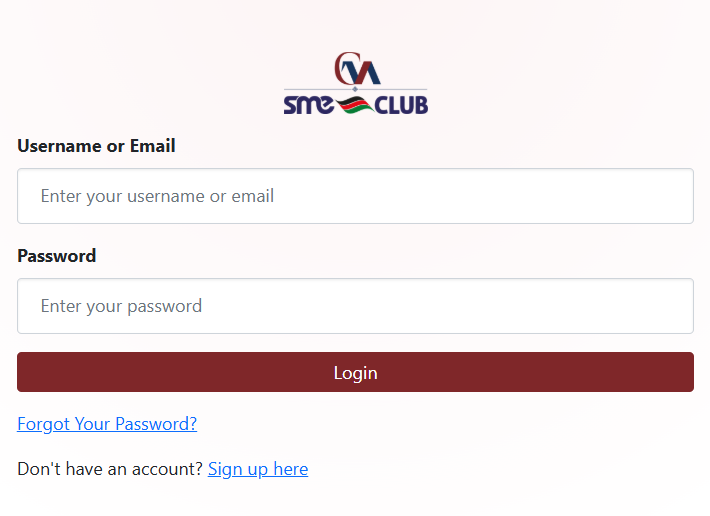 CM
sme CLUB
Username or Email
Enter your username or email
Password
Enter your password
Login
Forgot Your Password?
Don't have an account? Sign up here